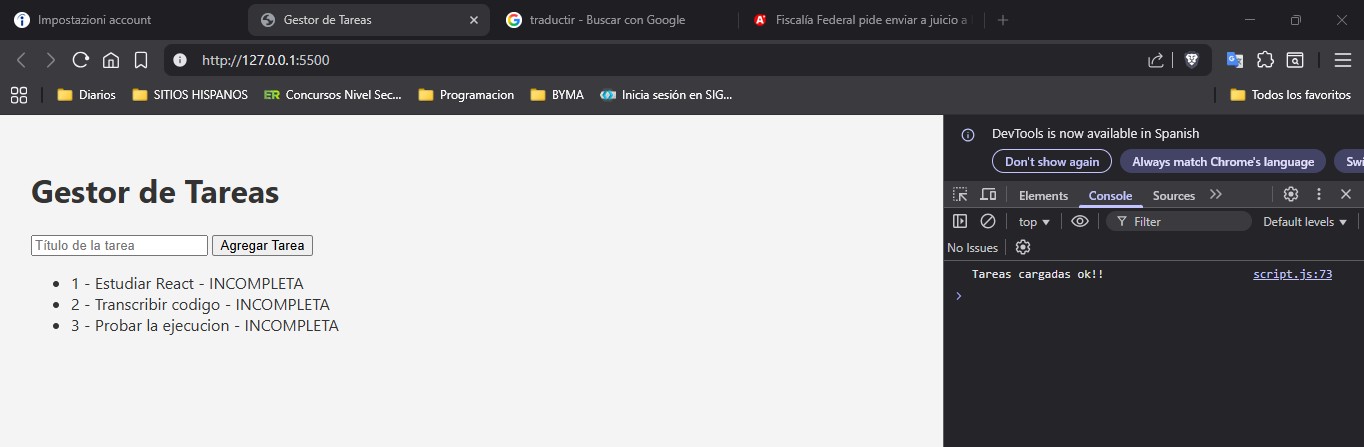 Impostazioni account
Gestor de Tareas
traductir - Buscar con Google
Fiscalía Federal pide enviar a juicio a
http://127.0.0.1:5500
Diarios
SITIOS HISPANOS
ER Concursos Nivel Sec...
Programacion
BYMA
Inicia sesión en SIG...
Todos los favoritos
Gestor de Tareas
Título de la tarea
Agregar Tarea
1 - Estudiar React - INCOMPLETA
2 - Transcribir codigo - INCOMPLETA
3 - Probar la ejecucion - INCOMPLETA
DevTools is now available in Spanish
Don't show again
Always match Chrome's language
Swi
Elements
Console
Sources
top
Filter
Default levels
No Issues
Tareas cargadas ok!! script.js:73